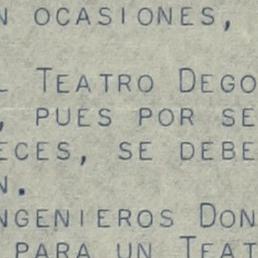 N OCASIONES,
L TEATRO DEGO
, PUES POR SE
ECES, SE DEBE
N.
NGENIEROS DON
PARA UN TEAT